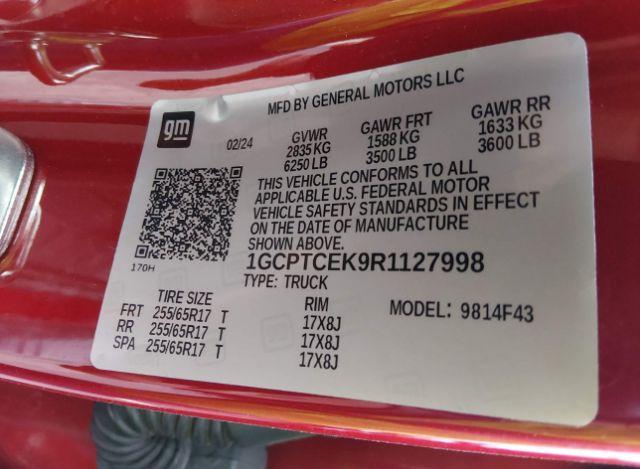 MFD BY GENERAL MOTORS LLC
gm
02/24
GVWR GAWR FRT GAWR RR
2835 KG 1588 KG 1633 KG
6250 LB 3500 LB 3600 LB
THIS VEHICLE CONFORMS TO ALL
APPLICABLE U.S. FEDERAL MOTOR
VEHICLE SAFETY STANDARDS IN EFFECT
ON THE DATE OF MANUFACTURE
SHOWN ABOVE.
170H
1GCPTCEK9R1127998
TYPE: TRUCK
TIRE SIZE RIM MODEL: 9814F43
FRT 255/65R17 T 17X8J
RR 255/65R17 T 17X8J
SPA 255/65R17 T 17X8J